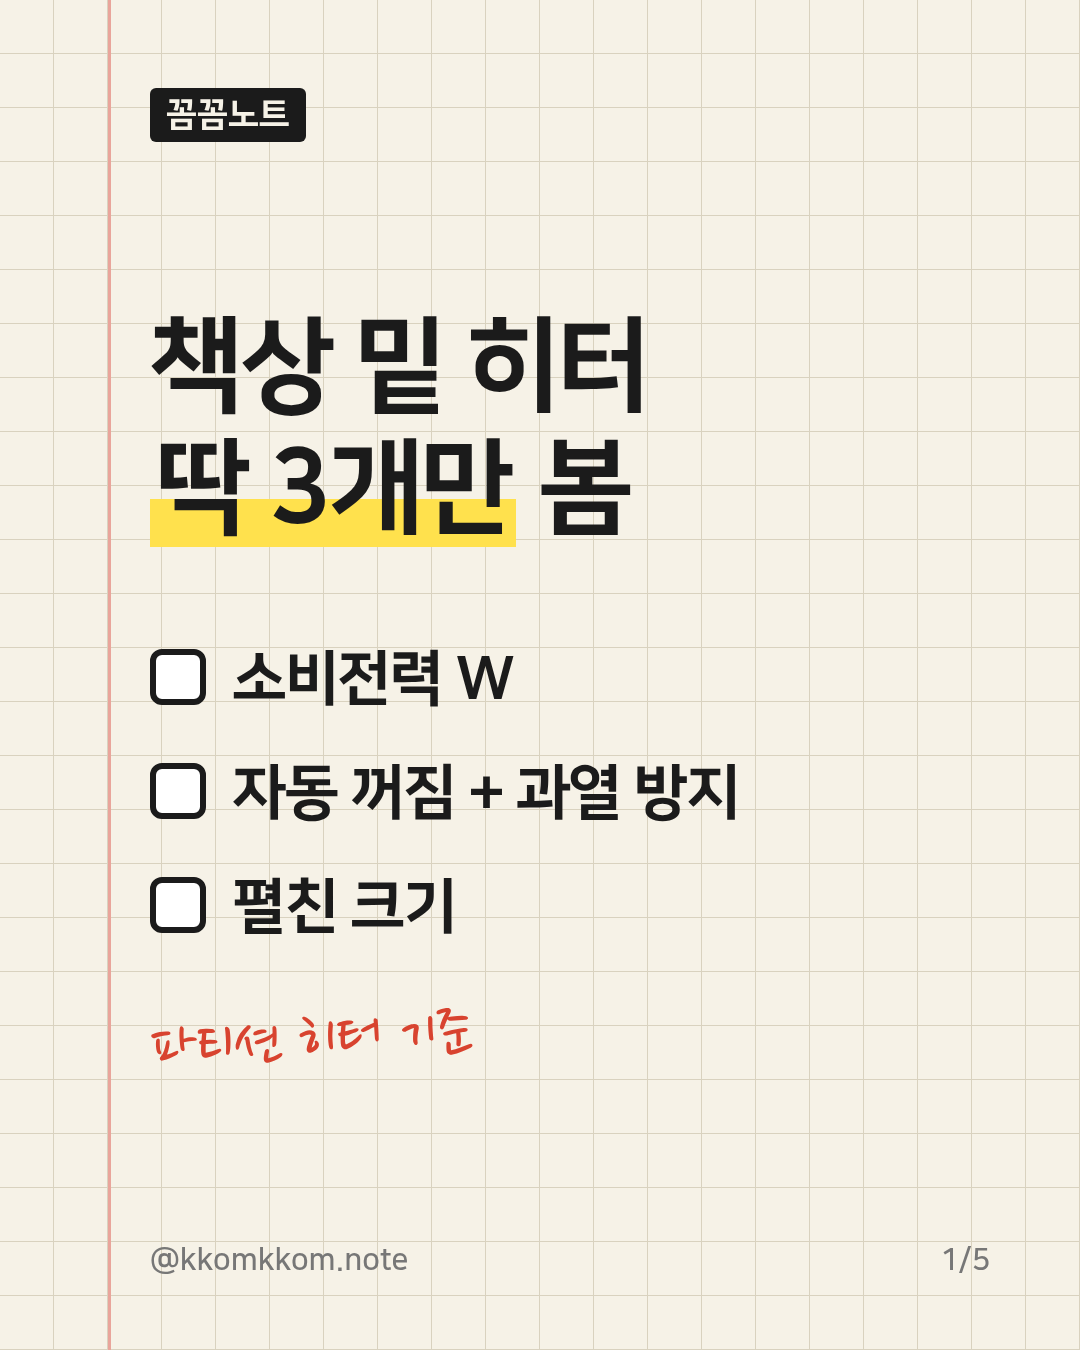 꼼꼼노트
책상 밑 히터
딱 3개만 봄
소비전력 W
자동 꺼짐 + 과열 방지
펼친 크기
파티션 히터 기준
@kkomkkom.note
1/5